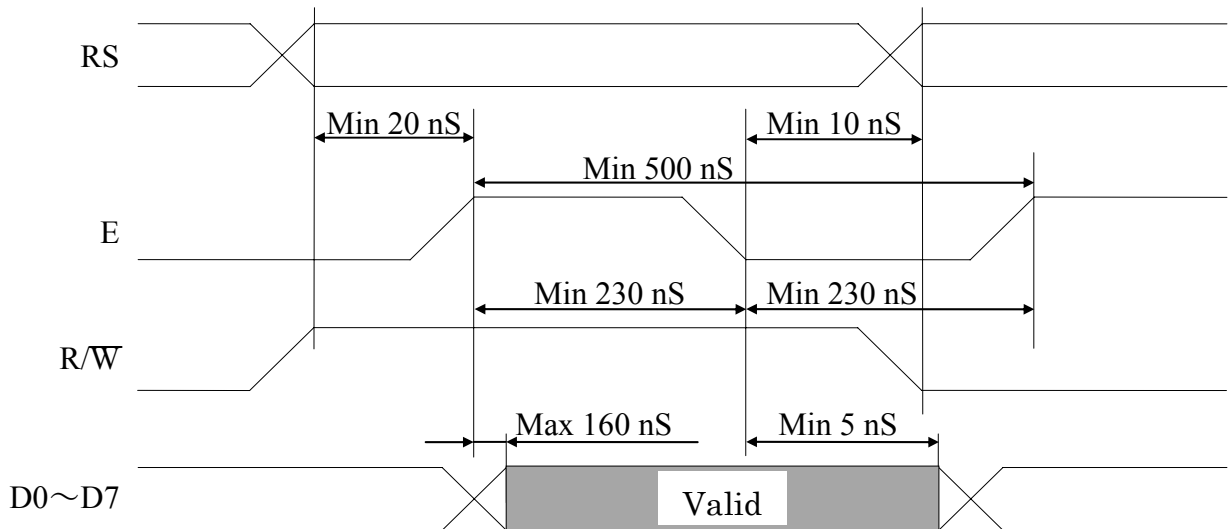 RS
Min 20 nS
Min 10 nS
Min 500 nS
E
Min 230 nS
Min 230 nS
R/W̅
Max 160 nS
Min 5 nS
D0～D7
Valid